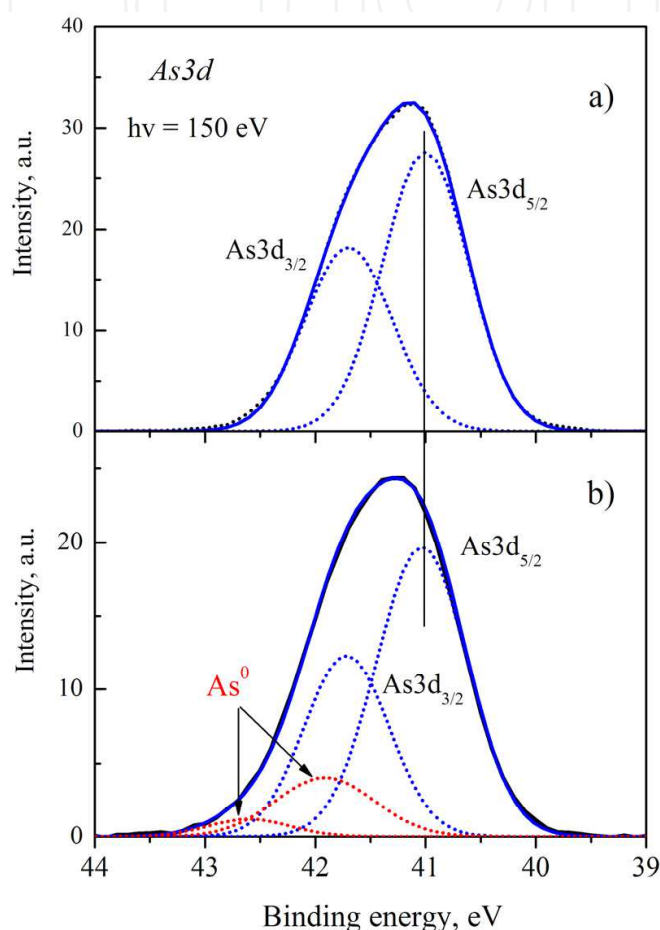 40
30
20
10
0
Intensity, a.u.
As3d
hν = 150 eV
a)
As3d5/2
As3d3/2
20
10
0
Intensity, a.u.
b)
As3d5/2
As3d3/2
As0
44 43 42 41 40 39
Binding energy, eV